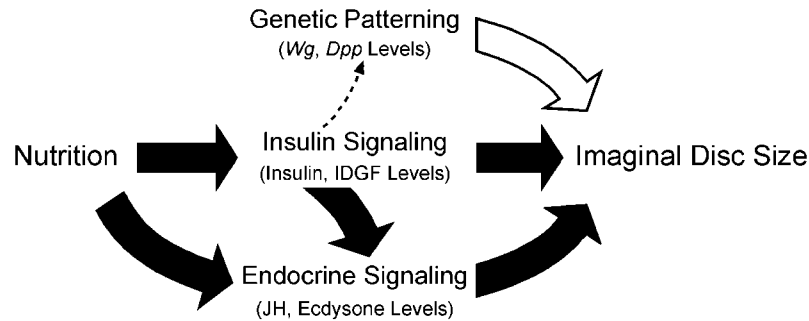 Genetic Patterning
(Wg, Dpp Levels)
Nutrition
Insulin Signaling
(Insulin, IDGF Levels)
Imaginal Disc Size
Endocrine Signaling
(JH, Ecdysone Levels)